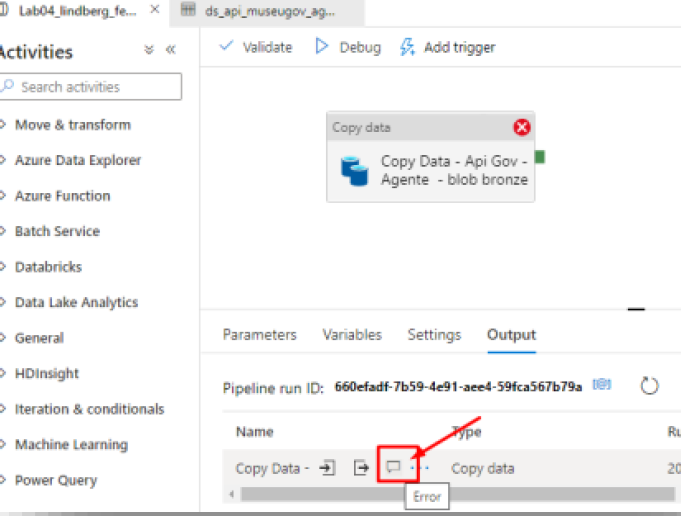 Lab04_lindberg_fe... ds_api_museugov_ag...
Activities
Validate Debug Add trigger
Search activities
Move & transform
Azure Data Explorer
Azure Function
Batch Service
Databricks
Data Lake Analytics
General
HDInsight
Iteration & conditionals
Machine Learning
Power Query
Copy data
Copy Data - Api Gov -
Agente - blob bronze
Parameters Variables Settings Output
Pipeline run ID: 660efadf-7b59-4e91-aee4-59fca567b79a
Name Type Ru
Copy Data - Copy data 20
Error